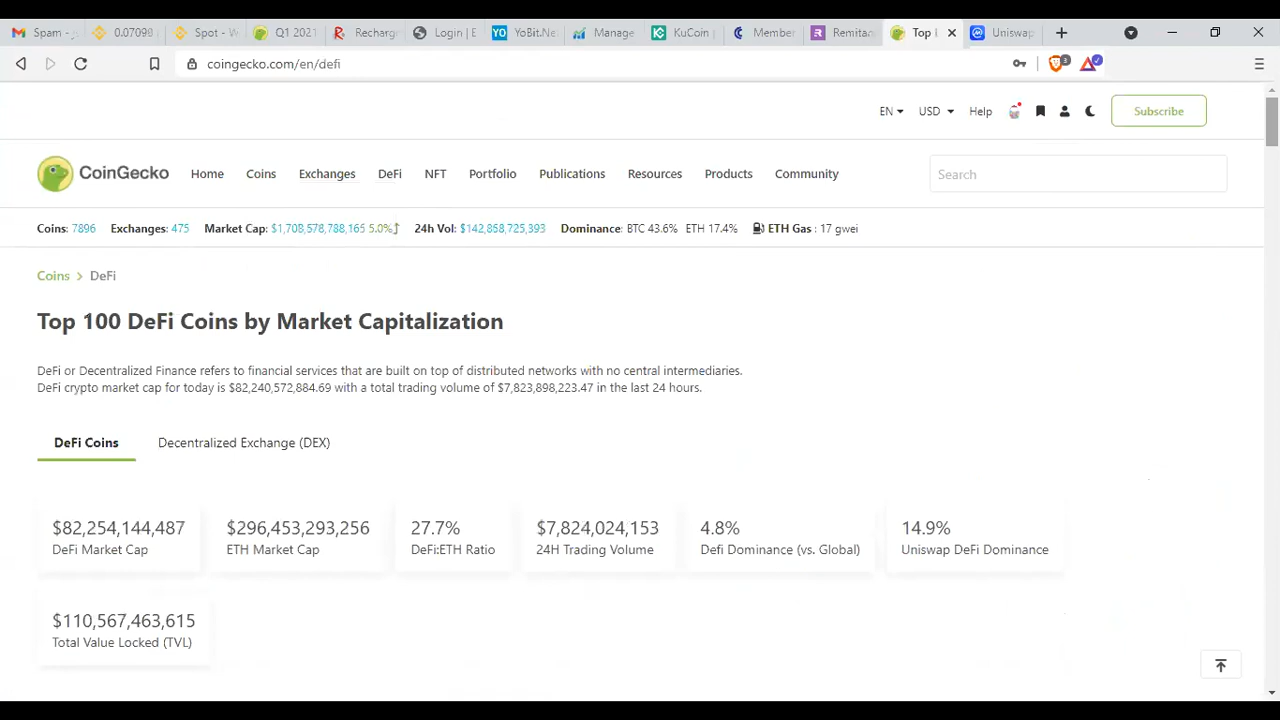 Spam - 0.07090 Spot - W Q1 2021 Recharg Login | E YoBit.Ne Manage KuCoin Member Remita Top Uniswap
coingecko.com/en/defi 3
EN USD Help Subscribe
CoinGecko Home Coins Exchanges DeFi NFT Portfolio Publications Resources Products Community Search
Coins: 7896 Exchanges: 475 Market Cap: $1,708,578,788,165 5.0% 24h Vol: $142,858,725,393 Dominance: BTC 43.6% ETH 17.4% ETH Gas : 17 gwei
Coins > DeFi
Top 100 DeFi Coins by Market Capitalization
DeFi or Decentralized Finance refers to financial services that are built on top of distributed networks with no central intermediaries.
DeFi crypto market cap for today is $82,240,572,884.69 with a total trading volume of $7,823,898,223.47 in the last 24 hours.
DeFi Coins Decentralized Exchange (DEX)
$82,254,144,487 $296,453,293,256 27.7% $7,824,024,153 4.8% 14.9%
DeFi Market Cap ETH Market Cap DeFi:ETH Ratio 24H Trading Volume Defi Dominance (vs. Global) Uniswap DeFi Dominance
$110,567,463,615
Total Value Locked (TVL)